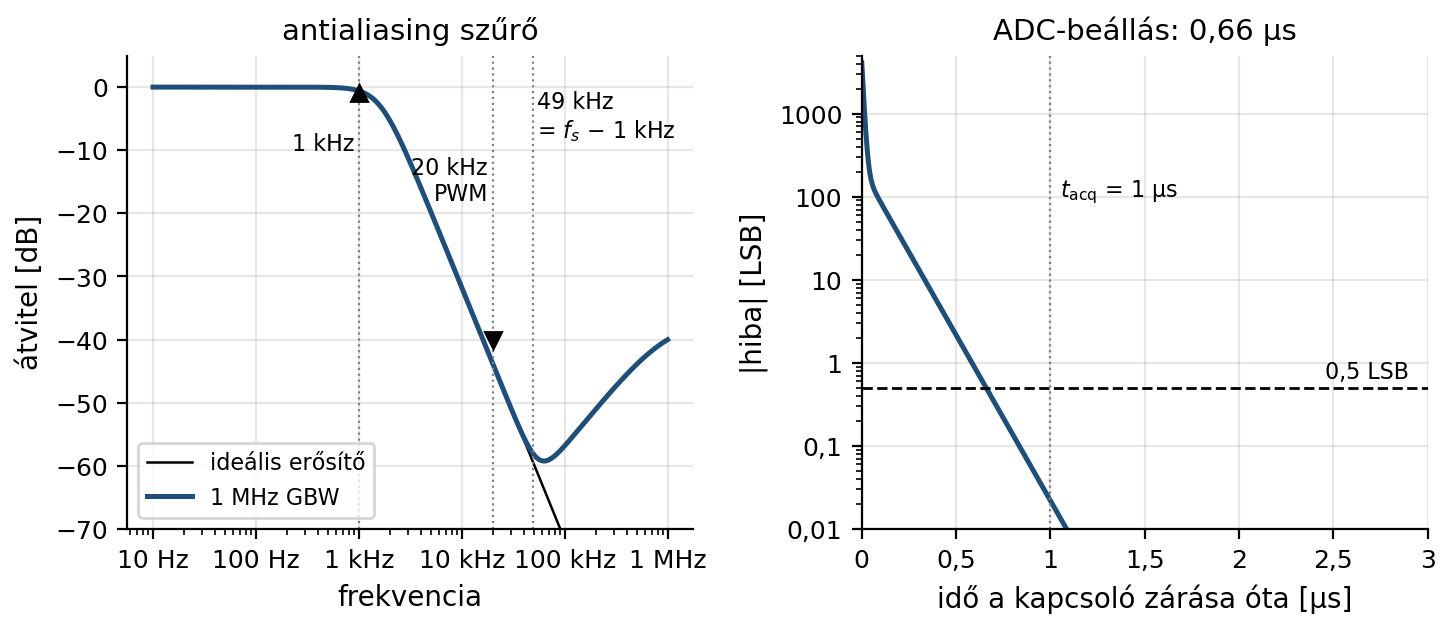 antialiasing szűrő
átvitel [dB]
0
−10
−20
−30
−40
−50
−60
−70
1 kHz
20 kHz
PWM
49 kHz
= fₛ − 1 kHz
ideális erősítő
1 MHz GBW
10 Hz 100 Hz 1 kHz 10 kHz 100 kHz 1 MHz
frekvencia
ADC-beállás: 0,66 µs
|hiba| [LSB]
1000
100
10
1
0,1
0,01
t_acq = 1 µs
0,5 LSB
0 0,5 1 1,5 2 2,5 3
idő a kapcsoló zárása óta [µs]